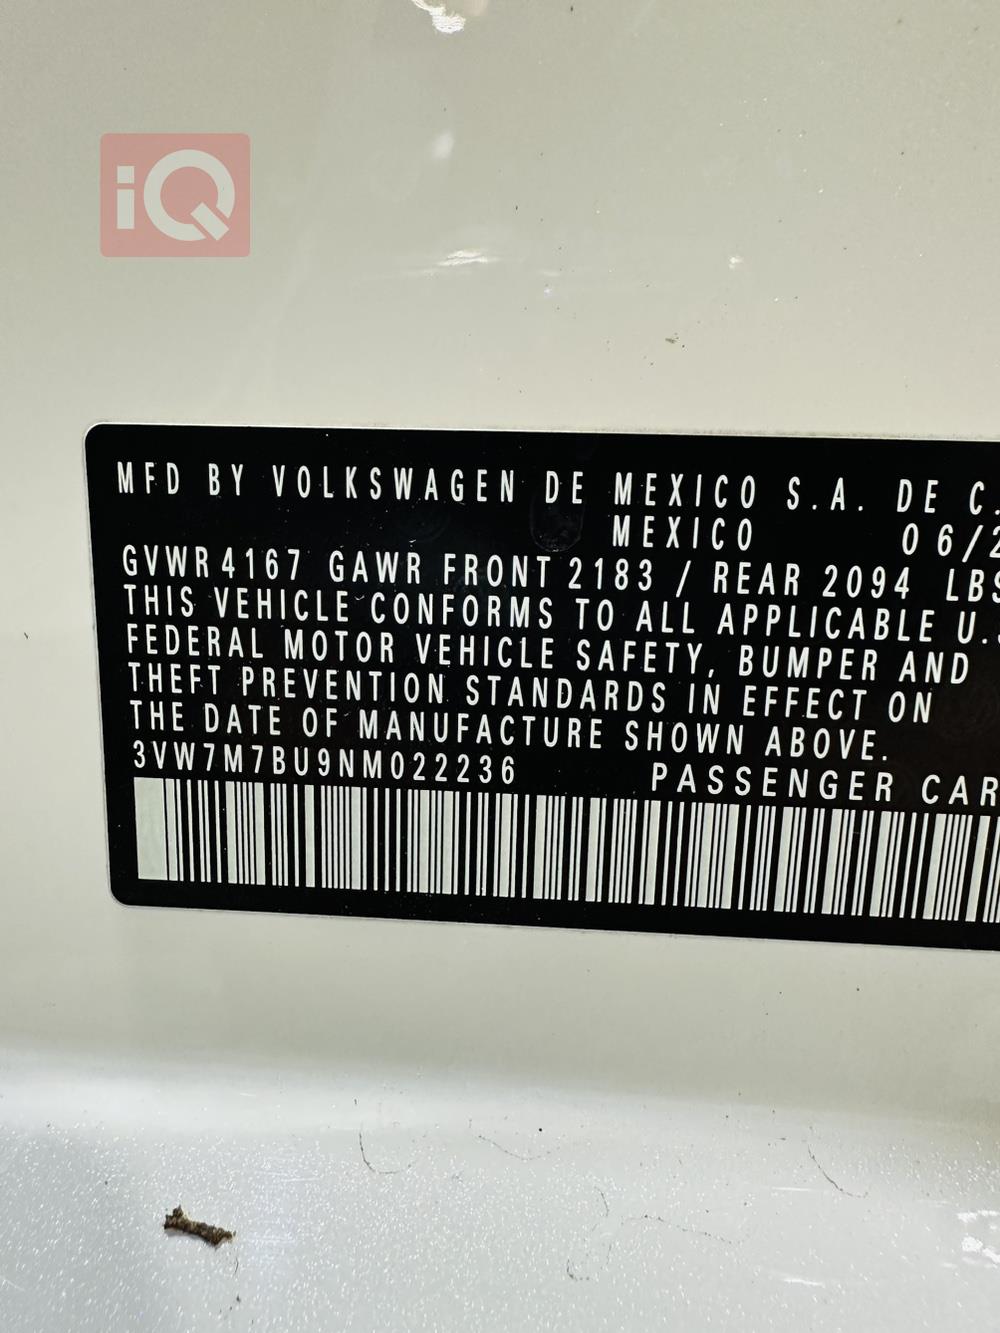 iQ
MFD BY VOLKSWAGEN DE MEXICO S.A. DE C.
MEXICO 06/2
GVWR 4167 GAWR FRONT 2183 / REAR 2094 LBS
THIS VEHICLE CONFORMS TO ALL APPLICABLE U.S
FEDERAL MOTOR VEHICLE SAFETY, BUMPER AND
THEFT PREVENTION STANDARDS IN EFFECT ON
THE DATE OF MANUFACTURE SHOWN ABOVE.
3VW7M7BU9NM022236 PASSENGER CAR